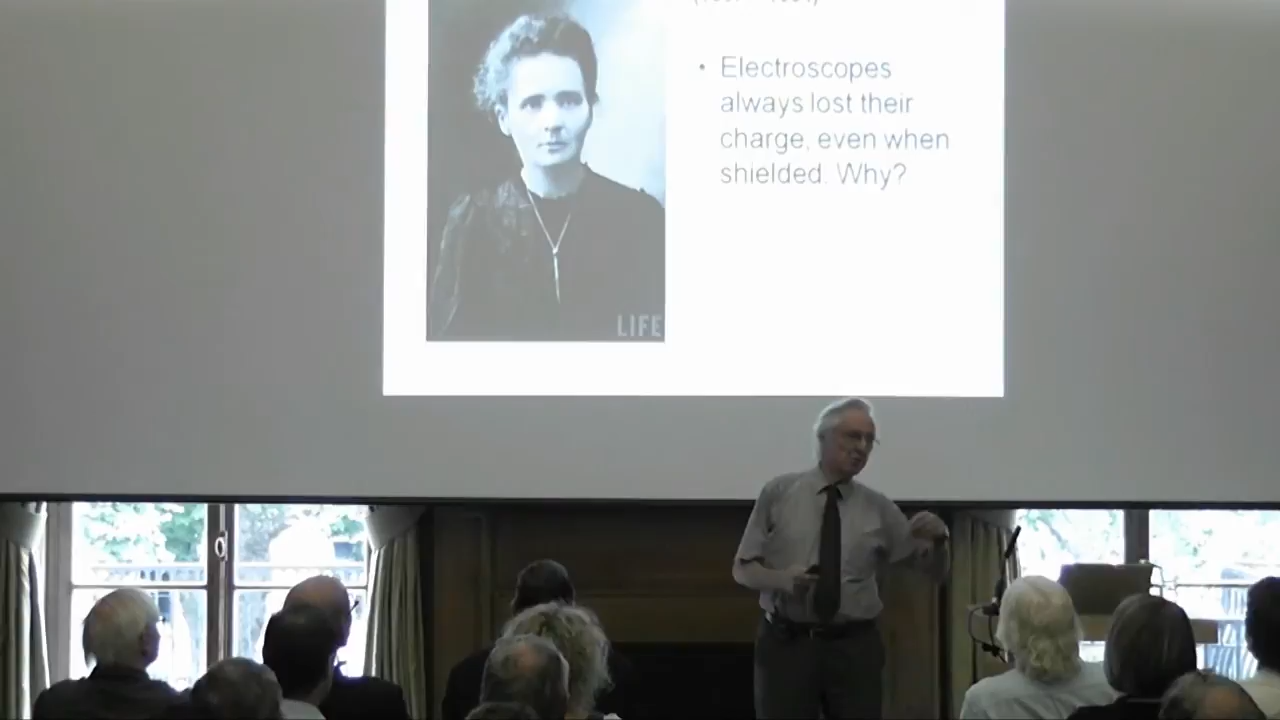 • Electroscopes
always lost their
charge, even when
shielded. Why?
LIFE